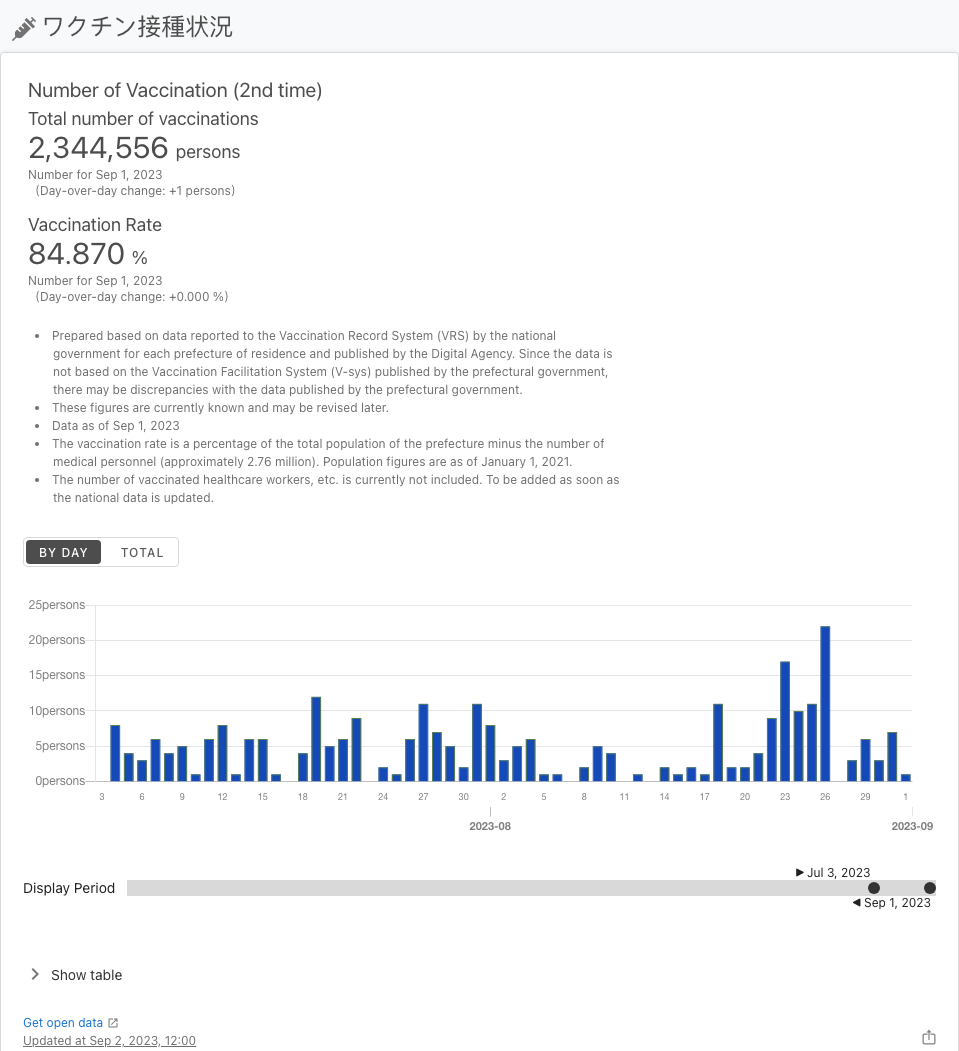 ワクチン接種状況
Number of Vaccination (2nd time)
Total number of vaccinations
2,344,556 persons
Number for Sep 1, 2023
(Day-over-day change: +1 persons)
Vaccination Rate
84.870 %
Number for Sep 1, 2023
(Day-over-day change: +0.000 %)
• Prepared based on data reported to the Vaccination Record System (VRS) by the national
government for each prefecture of residence and published by the Digital Agency. Since the data is
not based on the Vaccination Facilitation System (V-sys) published by the prefectural government,
there may be discrepancies with the data published by the prefectural government.
• These figures are currently known and may be revised later.
• Data as of Sep 1, 2023
• The vaccination rate is a percentage of the total population of the prefecture minus the number of
medical personnel (approximately 2.76 million). Population figures are as of January 1, 2021.
• The number of vaccinated healthcare workers, etc. is currently not included. To be added as soon as
the national data is updated.
BY DAY TOTAL
25persons
20persons
15persons
10persons
5persons
0persons
3 6 9 12 15 18 21 24 27 30 2 5 8 11 14 17 20 23 26 29 1
2023-08 2023-09
Jul 3, 2023
Display Period
Sep 1, 2023
Show table
Get open data
Updated at Sep 2, 2023, 12:00